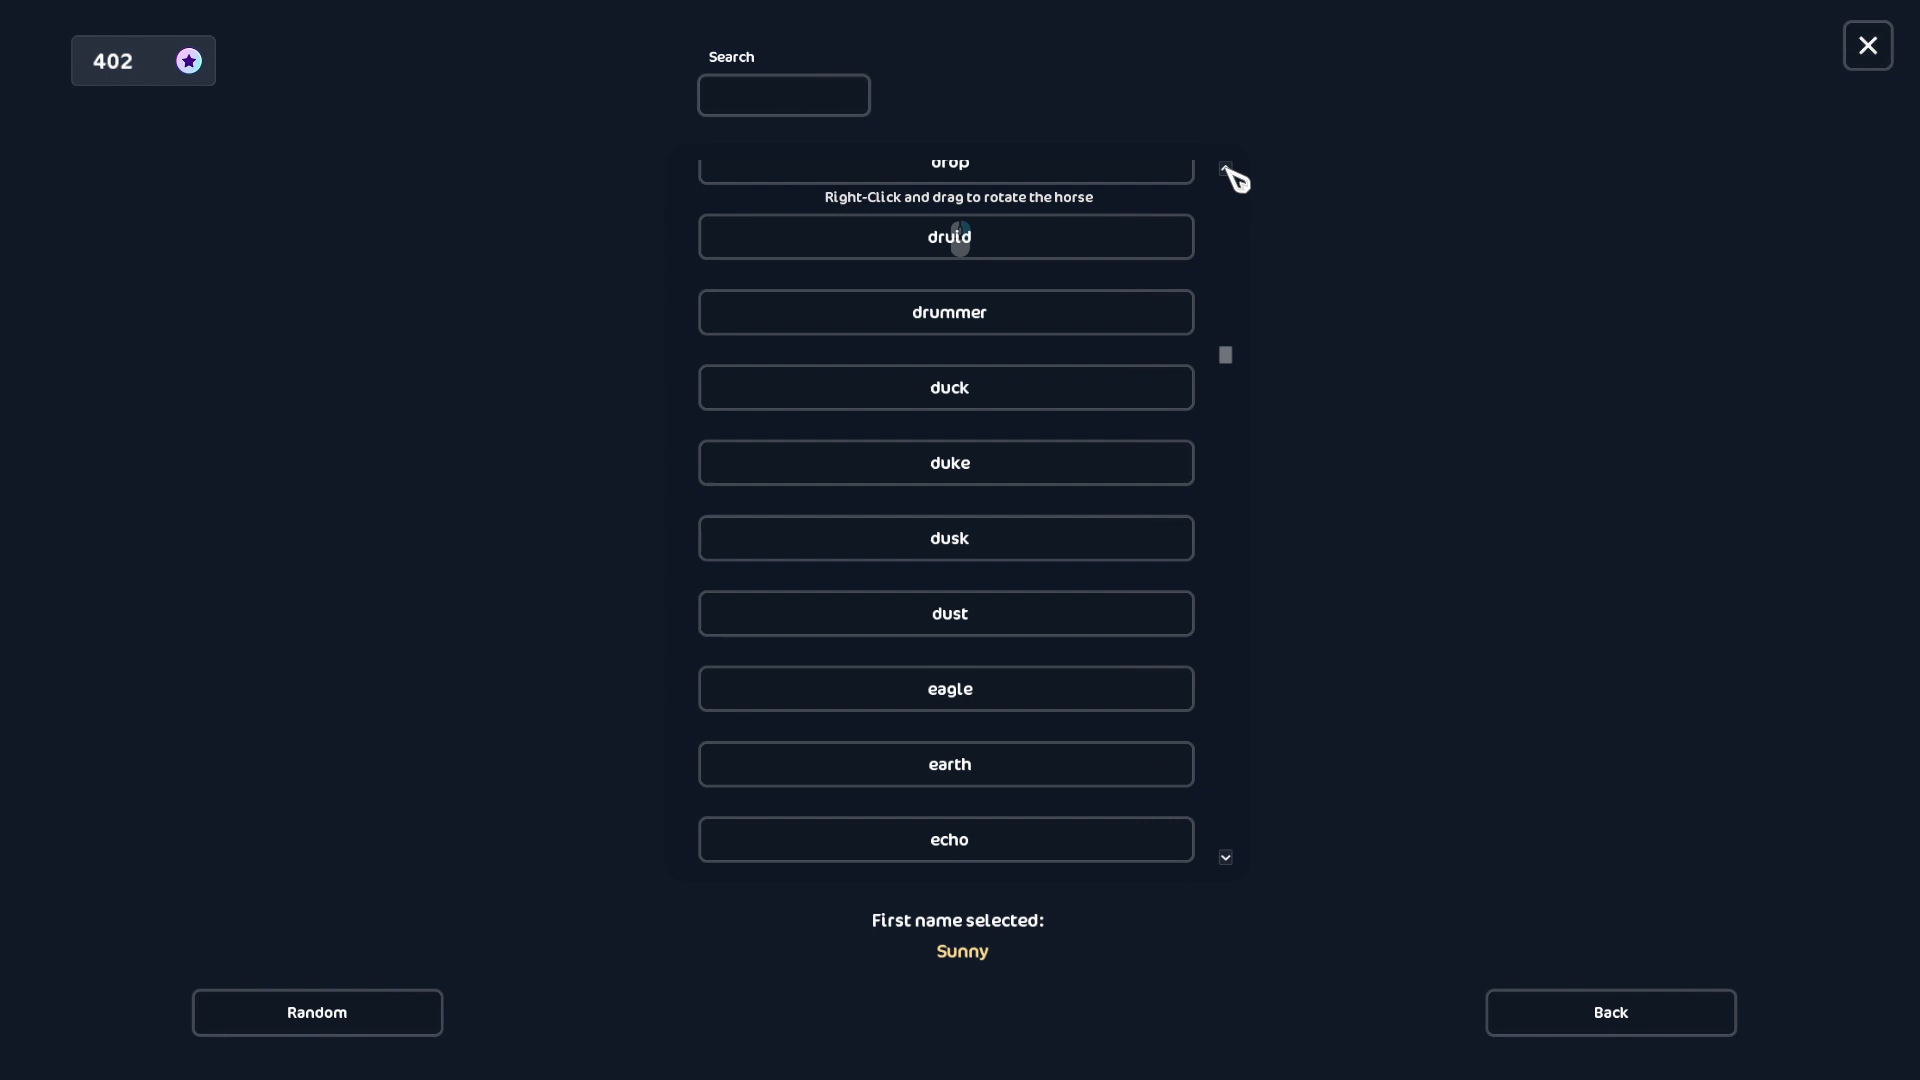 402
Search
drop
Right-Click and drag to rotate the horse
druid
drummer
duck
duke
dusk
dust
eagle
earth
echo
First name selected:
Sunny
Random
Back